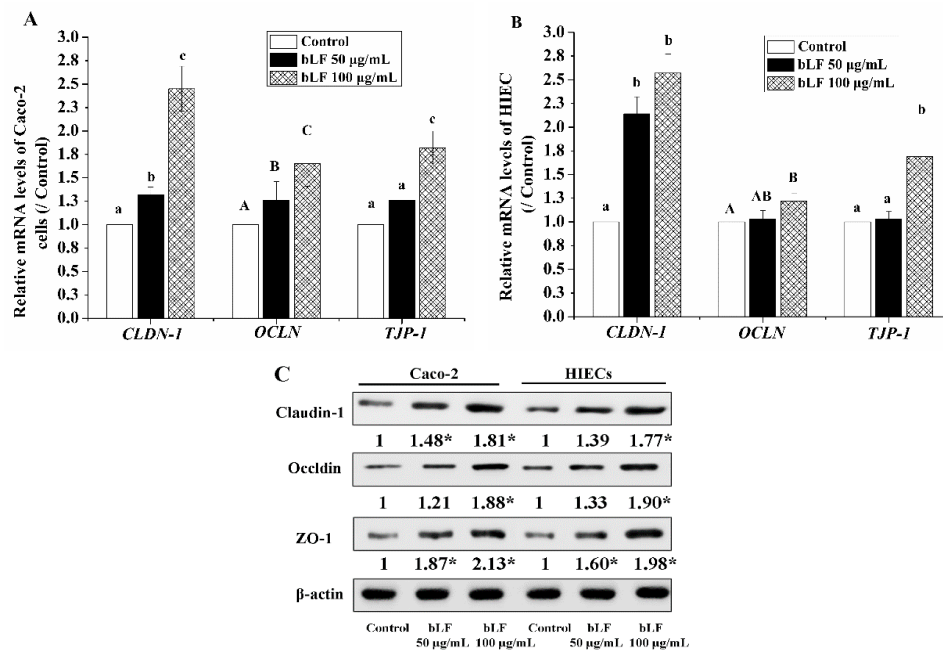 A
Relative mRNA levels of Caco-2
cells (/ Control)
3.0
2.8
2.5
2.3
2.0
1.8
1.5
1.3
1.0
0.8
0.5
0.3
0.0
Control
bLF 50 μg/mL
bLF 100 μg/mL
a
b
c
A
B
C
a
a
c
CLDN-1
OCLN
TJP-1
B
Relative mRNA levels of HIEC
(/ Control)
3.0
2.8
2.5
2.3
2.0
1.8
1.5
1.3
1.0
0.8
0.5
0.3
0.0
Control
bLF 50 μg/mL
bLF 100 μg/mL
a
b
b
A
AB
B
a
a
b
CLDN-1
OCLN
TJP-1
C
Caco-2 HIECs
Claudin-1
1 1.48* 1.81* 1 1.39 1.77*
Occldin
1 1.21 1.88* 1 1.33 1.90*
ZO-1
1 1.87* 2.13* 1 1.60* 1.98*
β-actin
Control bLF bLF Control bLF bLF
50 μg/mL 100 μg/mL 50 μg/mL 100 μg/mL